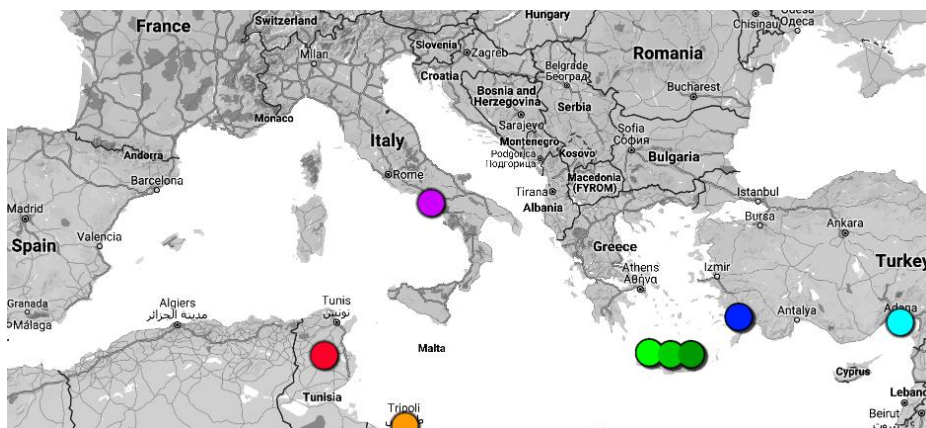 France
Switzerland
Hungary
Chisinau
Odesa
Одеса
Milan
Slovenia
Zagreb
Romania
Croatia
Belgrade
Београд
Bosnia and
Herzegovina
Bucharest
Monaco
Serbia
Sarajevo
Italy
Montenegro
Sofia
София
Andorra
Podgorica
Подгорица
Kosovo
Bulgaria
Rome
Barcelona
Macedonia
(FYROM)
Tirana
Istanbul
Madrid
Albania
Bursa
Ankara
Spain
Valencia
Greece
Turkey
Athens
Αθήνα
Izmir
Granada
Algiers
مدينة الجزائر
Tunis
تونس
Antalya
Adana
Málaga
Malta
Cyprus
Tunisia
Lebano
Tripoli
Beirut
بيروت